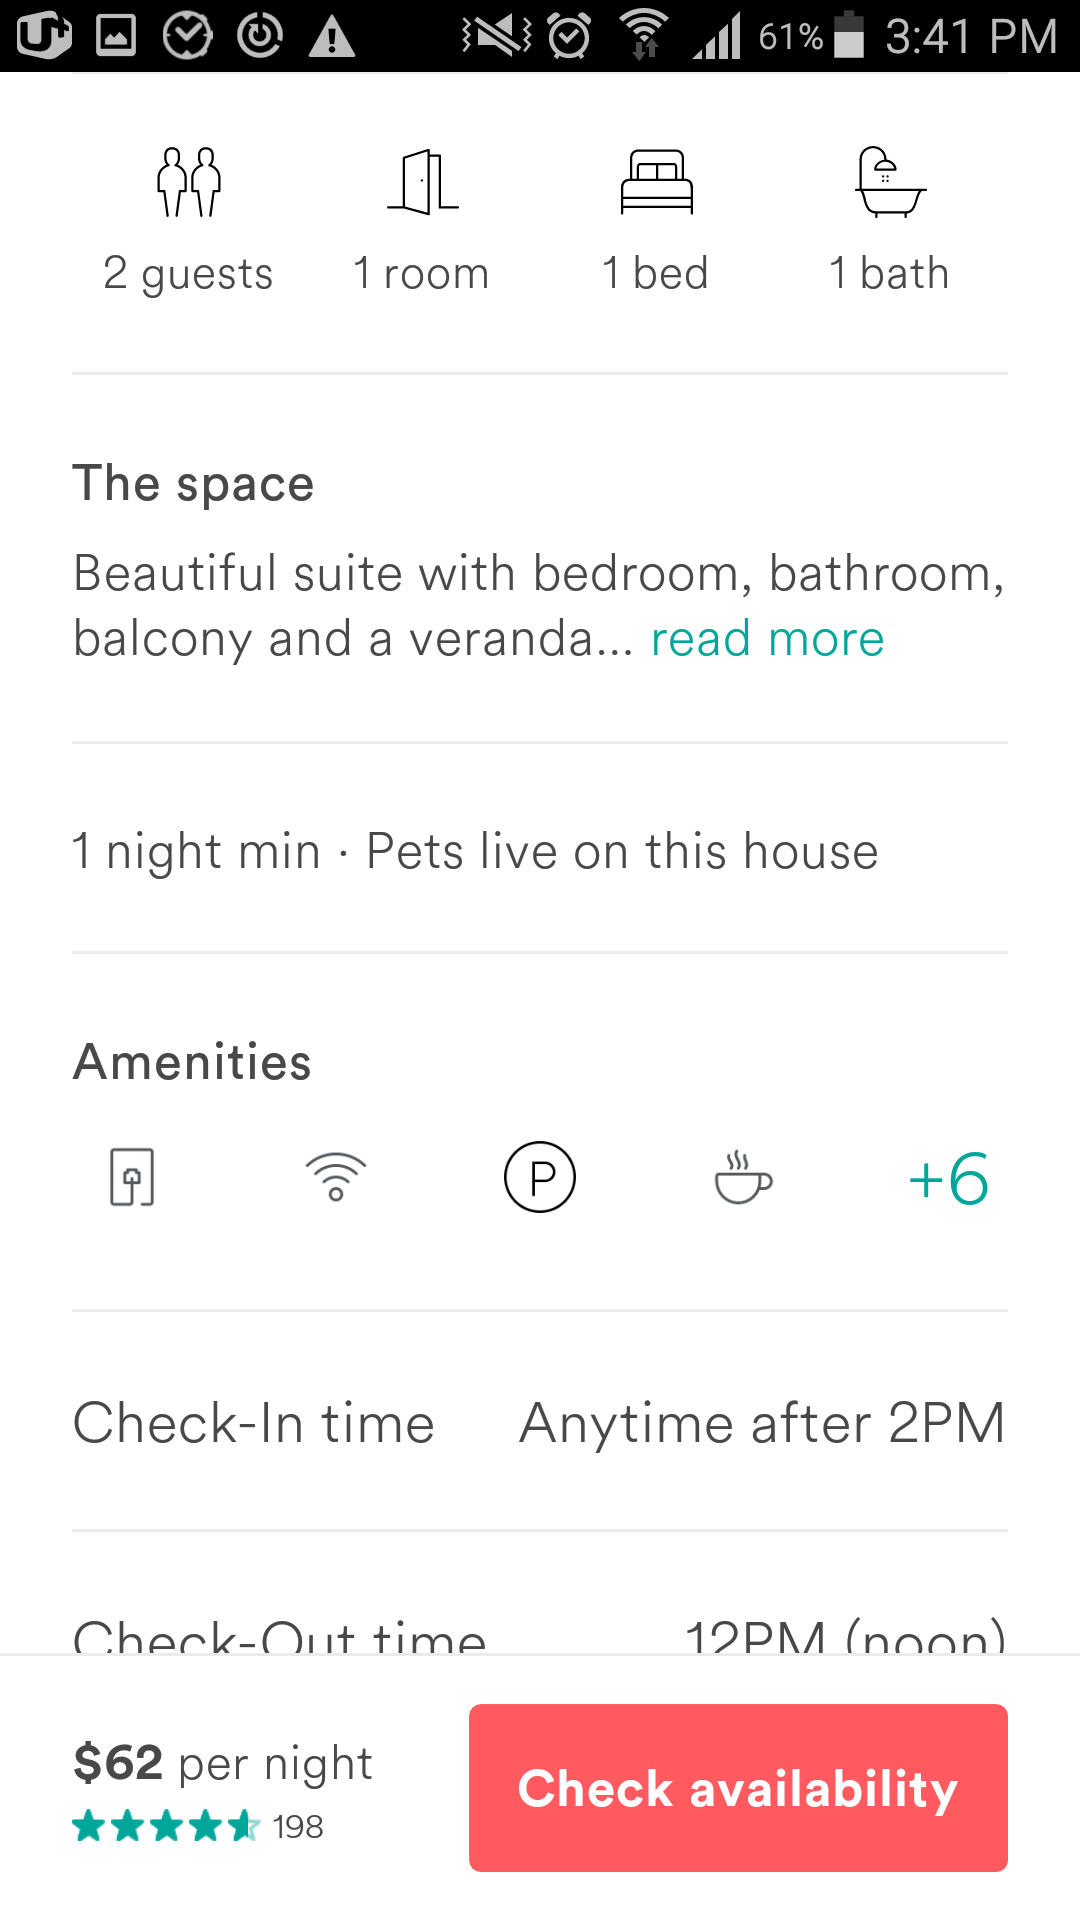 61% 3:41 PM
2 guests 1 room 1 bed 1 bath
The space
Beautiful suite with bedroom, bathroom,
balcony and a veranda... read more
1 night min · Pets live on this house
Amenities
P +6
Check-In time Anytime after 2PM
Check-Out time 12PM (noon)
$62 per night
198
Check availability